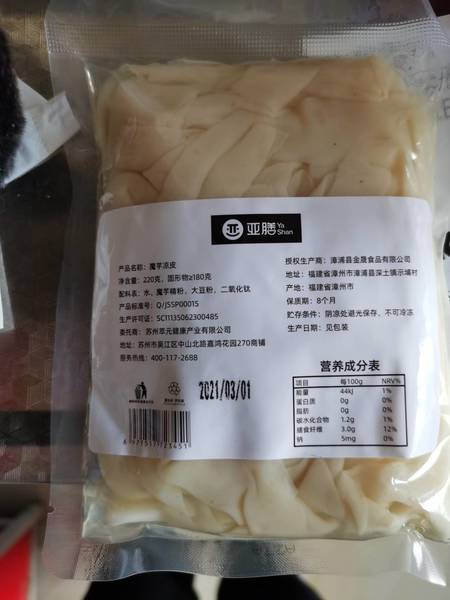 亚膳
Ya
Shan
产品名称：魔芋凉皮
净含量：220克，固形物≥180克
配料表：水、魔芋精粉，大豆粉，二氧化钛
产品标准号：Q/JSSP0001S
生产许可证：SC11135062300485
委托商：苏州萃元健康产业有限公司
地址：苏州市吴江区中山北路嘉鸿花园270商铺
服务热线：400-117-2688
授权生产商：漳浦县金晟食品有限公司
地址：福建省漳州市漳浦县深土镇示埔村
产地：福建省漳州市
保质期：8个月
贮存条件：阴凉处避光保存，不可冷冻
生产日期：见包装
2021/03/01
营养成分表
项目 每100g NRV%
能量 44kJ 1%
蛋白质 0g 0%
脂肪 0g 0%
碳水化合物 1.2g 1%
膳食纤维 3.0g 12%
钠 5mg 0%